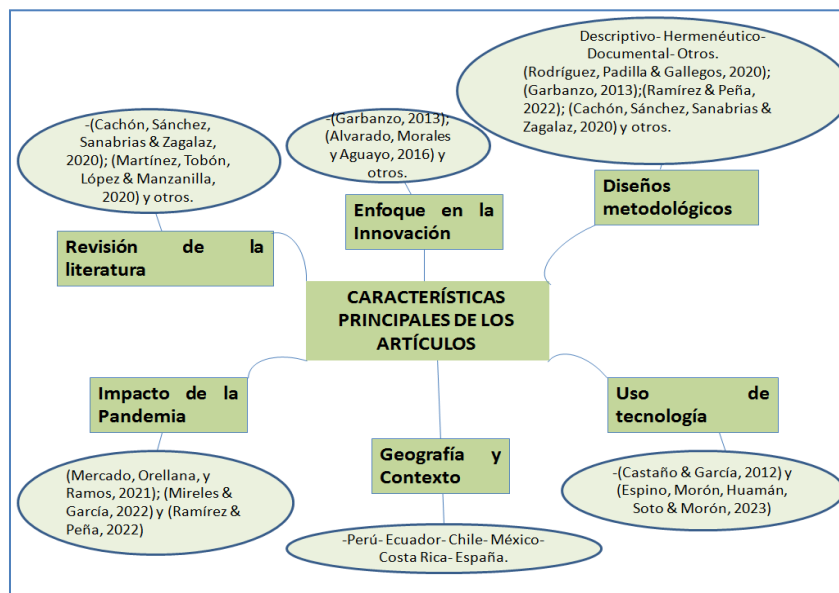 Descriptivo- Hermenéutico-
Documental- Otros.
(Rodríguez, Padilla & Gallegos, 2020);
(Garbanzo, 2013);(Ramírez & Peña,
2022); (Cachón, Sánchez, Sanabrias &
Zagalaz, 2020) y otros.
-(Cachón, Sánchez,
Sanabrias & Zagalaz,
2020); (Martínez, Tobón,
López & Manzanilla,
2020) y otros.
-(Garbanzo, 2013);
(Alvarado, Morales
y Aguayo, 2016) y
otros.
Diseños
metodológicos
Enfoque en la
Innovación
Revisión de la
literatura
CARACTERÍSTICAS
PRINCIPALES DE LOS
ARTÍCULOS
Impacto de la
Pandemia
Uso de
tecnología
Geografía y
Contexto
(Mercado, Orellana, y
Ramos, 2021); (Mireles &
García, 2022) y (Ramírez &
Peña, 2022)
-(Castaño & García, 2012) y
(Espino, Morón, Huamán,
Soto & Morón, 2023)
-Perú- Ecuador- Chile- México-
Costa Rica- España.